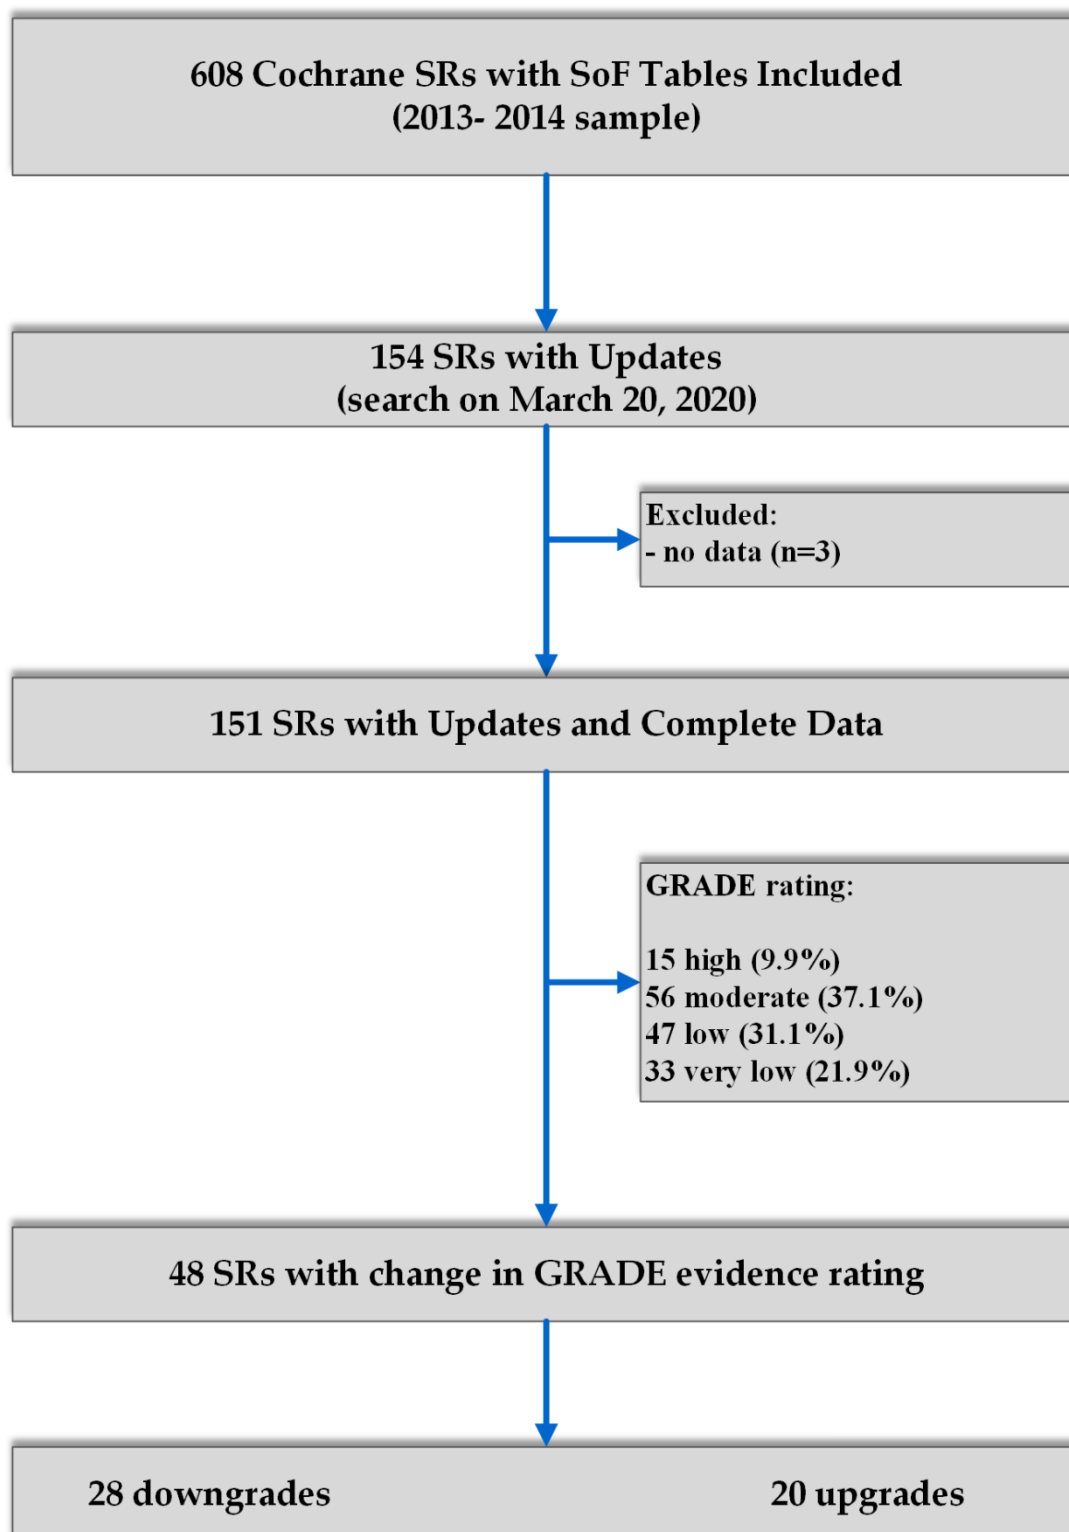 608 Cochrane SRs with SoF Tables Included
(2013- 2014 sample)
154 SRs with Updates
(search on March 20, 2020)
Excluded:
- no data (n=3)
151 SRs with Updates and Complete Data
GRADE rating:
15 high (9.9%)
56 moderate (37.1%)
47 low (31.1%)
33 very low (21.9%)
48 SRs with change in GRADE evidence rating
28 downgrades
20 upgrades